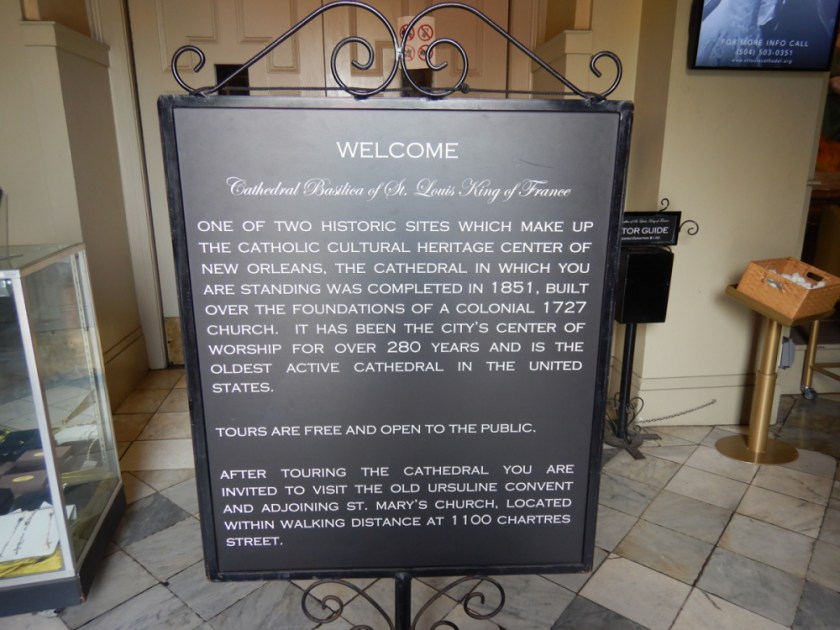 WELCOME
Cathedral Basilica of St. Louis King of France
ONE OF TWO HISTORIC SITES WHICH MAKE UP
THE CATHOLIC CULTURAL HERITAGE CENTER OF
NEW ORLEANS, THE CATHEDRAL IN WHICH YOU
ARE STANDING WAS COMPLETED IN 1851, BUILT
OVER THE FOUNDATIONS OF A COLONIAL 1727
CHURCH. IT HAS BEEN THE CITY'S CENTER OF
WORSHIP FOR OVER 280 YEARS AND IS THE
OLDEST ACTIVE CATHEDRAL IN THE UNITED
STATES.
TOURS ARE FREE AND OPEN TO THE PUBLIC.
AFTER TOURING THE CATHEDRAL YOU ARE
INVITED TO VISIT THE OLD URSULINE CONVENT
AND ADJOINING ST. MARY'S CHURCH, LOCATED
WITHIN WALKING DISTANCE AT 1100 CHARTRES
STREET.
FOR MORE INFO CALL
(504) 503-0351
TOR GUIDE